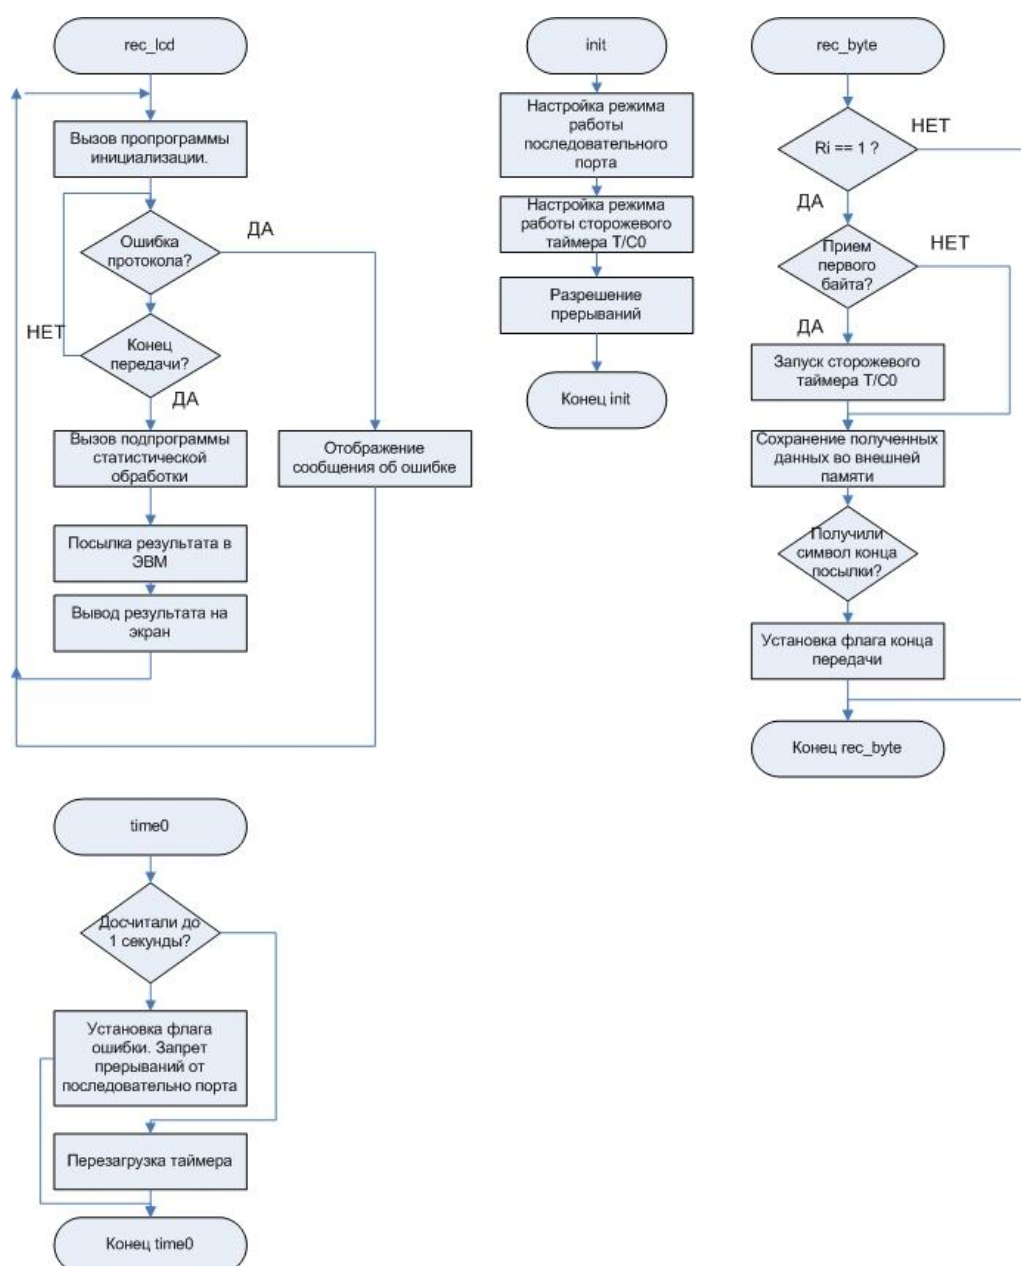 rec_lcd
Вызов пропрограммы
инициализации.
Ошибка
протокола?
ДА
НЕТ
Конец
передачи?
ДА
Вызов подпрограммы
статистической
обработки
Отображение
сообщения об ошибке
Посылка результата в
ЭВМ
Вывод результата на
экран
init
Настройка режима
работы
последовательного
порта
Настройка режима
работы сторожевого
таймера T/C0
Разрешение
прерываний
Конец init
rec_byte
Ri == 1 ?
НЕТ
ДА
Прием
первого
байта?
НЕТ
ДА
Запуск сторожевого
таймера T/C0
Сохранение полученных
данных во внешней
памяти
Получили
символ конца
посылки?
Установка флага конца
передачи
Конец rec_byte
time0
Досчитали до
1 секунды?
Установка флага
ошибки. Запрет
прерываний от
последовательно порта
Перезагрузка таймера
Конец time0